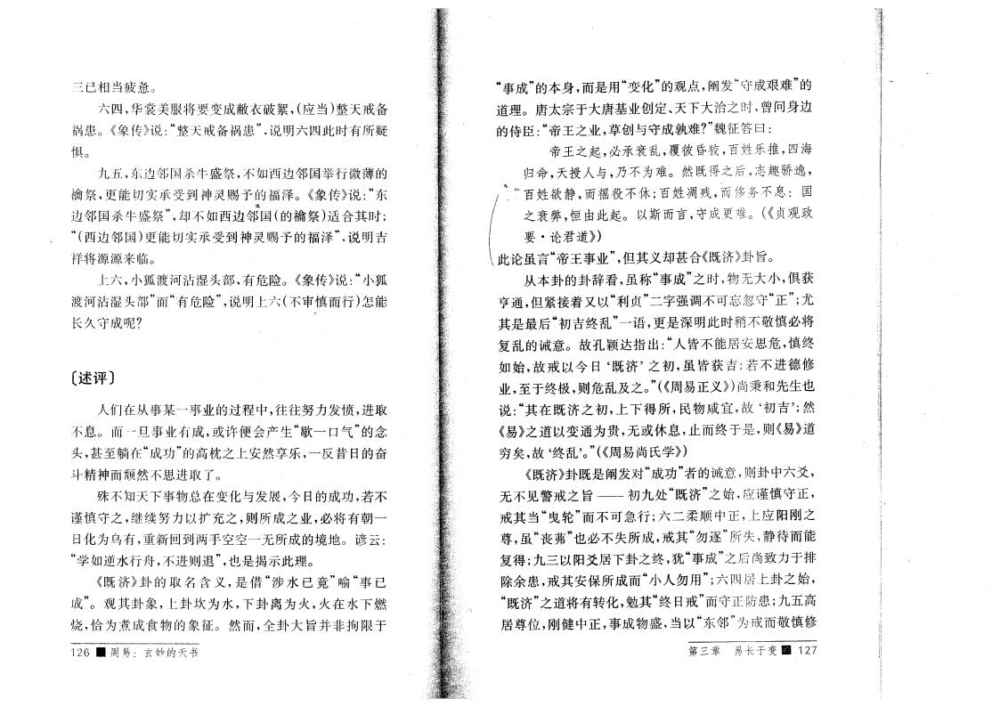 三已相当疲惫。
六四,华裳美服将要变成敝衣破絮,(应当)整天戒备
祸患。《象传》说:“整天戒备祸患”,说明六四此时有所疑
惧。
九五,东边邻国杀牛盛祭,不如西边邻国举行微薄的
禴祭,更能切实承受到神灵赐予的福泽。《象传》说:“东
边邻国杀牛盛祭”,却不如西边邻国(的禴祭)适合其时;
“(西边邻国)更能切实承受到神灵赐予的福泽”,说明吉
祥将源源来临。
上六,小狐渡河沾湿头部,有危险。《象传》说:“小狐
渡河沾湿头部”而“有危险”,说明上六(不审慎而行)怎能
长久守成呢?
〔述评〕
人们在从事某一事业的过程中,往往努力发愤,进取
不息。而一旦事业有成,或许便会产生“歇一口气”的念
头,甚至躺在“成功”的高枕之上安然享乐,一反昔日的奋
斗精神而颓然不思进取了。
殊不知天下事物总在变化与发展,今日的成功,若不
谨慎守之,继续努力以扩充之,则所成之业,必将有朝一
日化为乌有,重新回到两手空空一无所成的境地。谚云:
“学如逆水行舟,不进则退”,也是揭示此理。
《既济》卦的取名含义,是借“涉水已竟”喻“事已
成”。观其卦象,上卦坎为水,下卦离为火,火在水下燃
烧,恰为煮成食物的象征。然而,全卦大旨并非拘限于
126 ■ 周易:玄妙的天书
“事成”的本身,而是用“变化”的观点,阐发“守成艰难”的
道理。唐太宗于大唐基业创定、天下大治之时,曾问身边
的侍臣:“帝王之业,草创与守成孰难?”魏征答曰:
帝王之起,必承衰乱,覆彼昏狡,百姓乐推,四海
归命,天授人与,乃不为难。然既得之后,志趣骄逸,
百姓欲静,而徭役不休;百姓凋残,而侈务不息:国
之衰弊,恒由此起。以斯而言,守成更难。(《贞观政
要·论君道》)
此论虽言“帝王事业”,但其义却甚合《既济》卦旨。
从本卦的卦辞看,虽称“事成”之时,物无大小,俱获
亨通,但紧接着又以“利贞”二字强调不可忘忽守“正”;尤
其是最后“初吉终乱”一语,更是深明此时稍不敬慎必将
复乱的诫意。故孔颖达指出:“人皆不能居安思危,慎终
如始,故戒以今日‘既济’之初,虽皆获吉;若不进德修
业,至于终极,则危乱及之。”(《周易正义》)尚秉和先生也
说:“其在既济之初,上下得所,民物咸宜,故‘初吉’;然
《易》之道以变通为贵,无或休息,止而终于是,则《易》道
穷矣,故‘终乱’。”(《周易尚氏学》)
《既济》卦既是阐发对“成功”者的诫意,则卦中六爻,
无不见警戒之旨——初九处“既济”之始,应谨慎守正,
戒其当“曳轮”而不可急行;六二柔顺中正,上应阳刚之
尊,虽“丧茀”也必不失所成,戒其“勿逐”所失,静待而能
复得;九三以阳爻居下卦之终,犹“事成”之后尚致力于排
除余患,戒其安保所成而“小人勿用”;六四居上卦之始,
“既济”之道将有转化,勉其“终日戒”而守正防患;九五高
居尊位,刚健中正,事成物盛,当以“东邻”为戒而敬慎修
第三章 易长于变 ■ 127